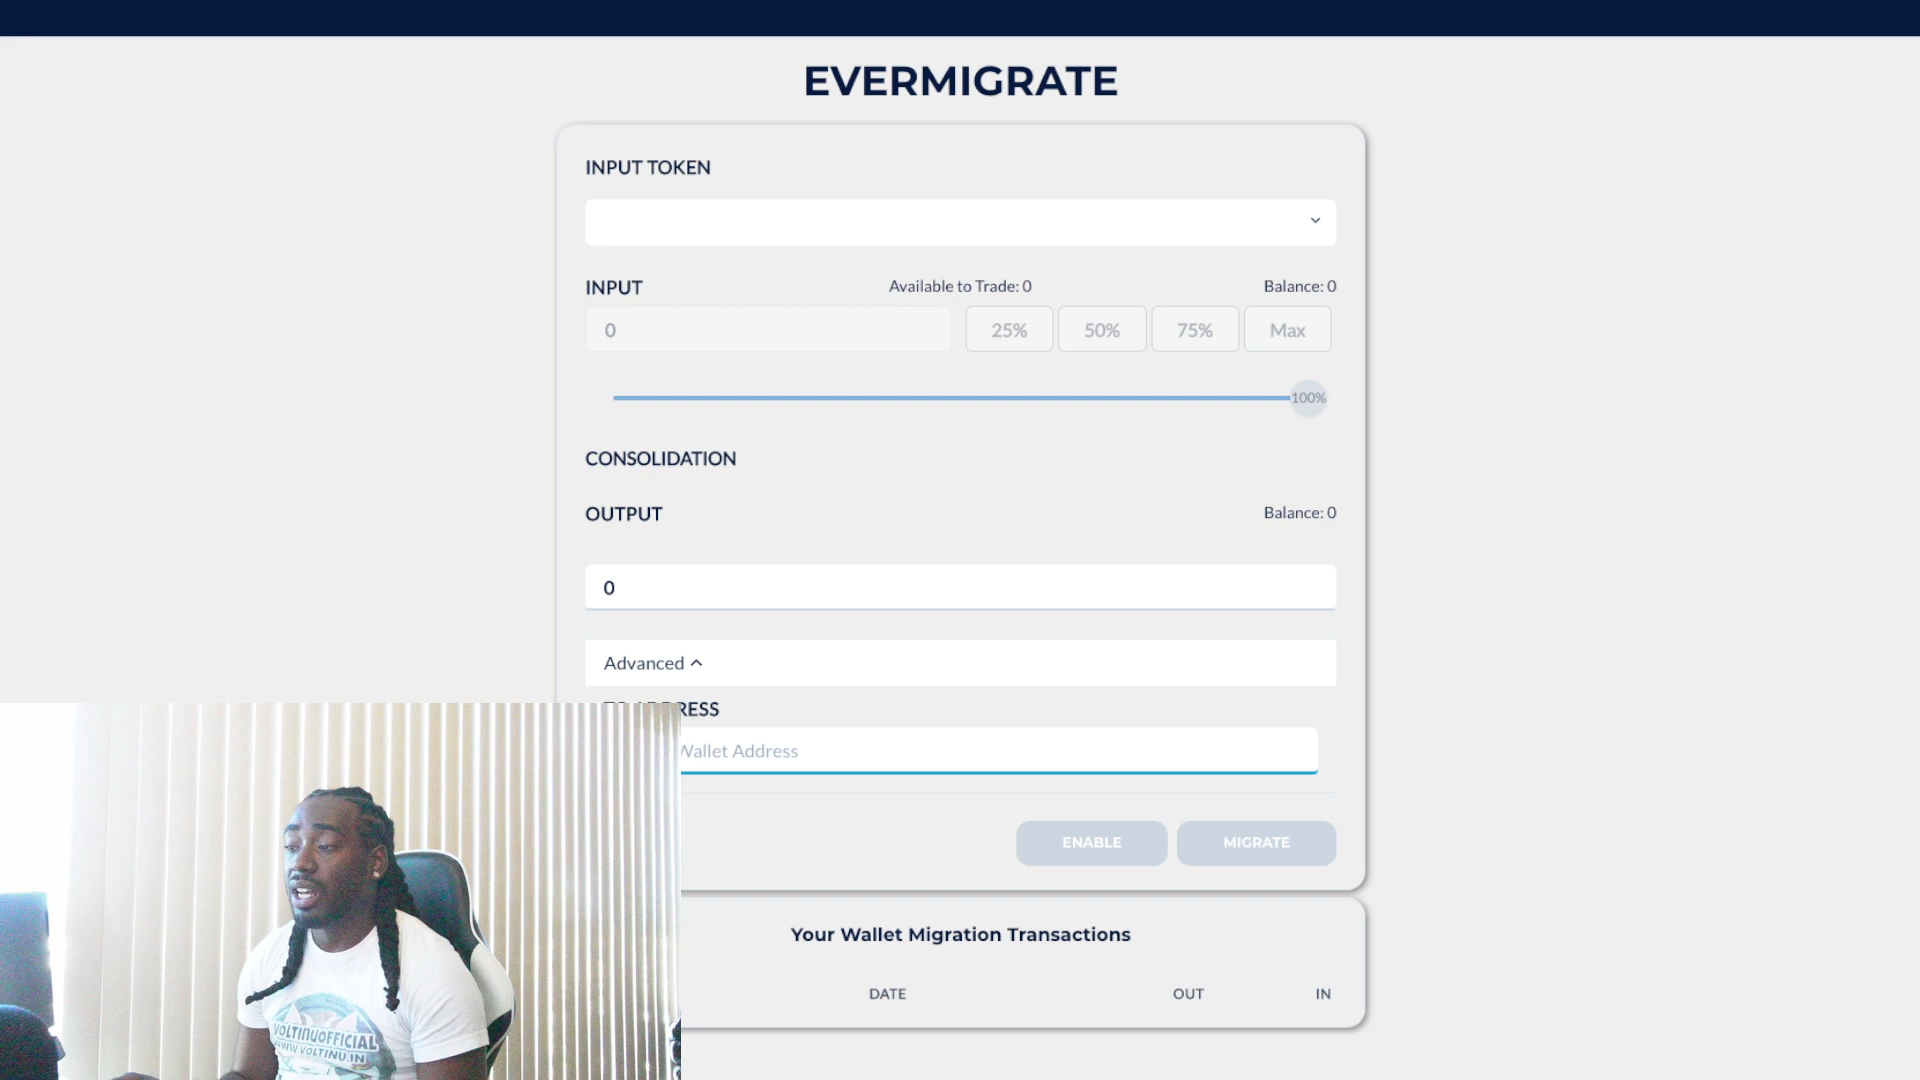 EVERMIGRATE
INPUT TOKEN
INPUT
Available to Trade: 0
Balance: 0
0
25%
50%
75%
Max
100%
CONSOLIDATION
OUTPUT
Balance: 0
0
Advanced
Wallet Address
ENABLE
MIGRATE
Your Wallet Migration Transactions
DATE
OUT
IN
VOLTINUOFFICIAL
WWW.VOLTINU.IN